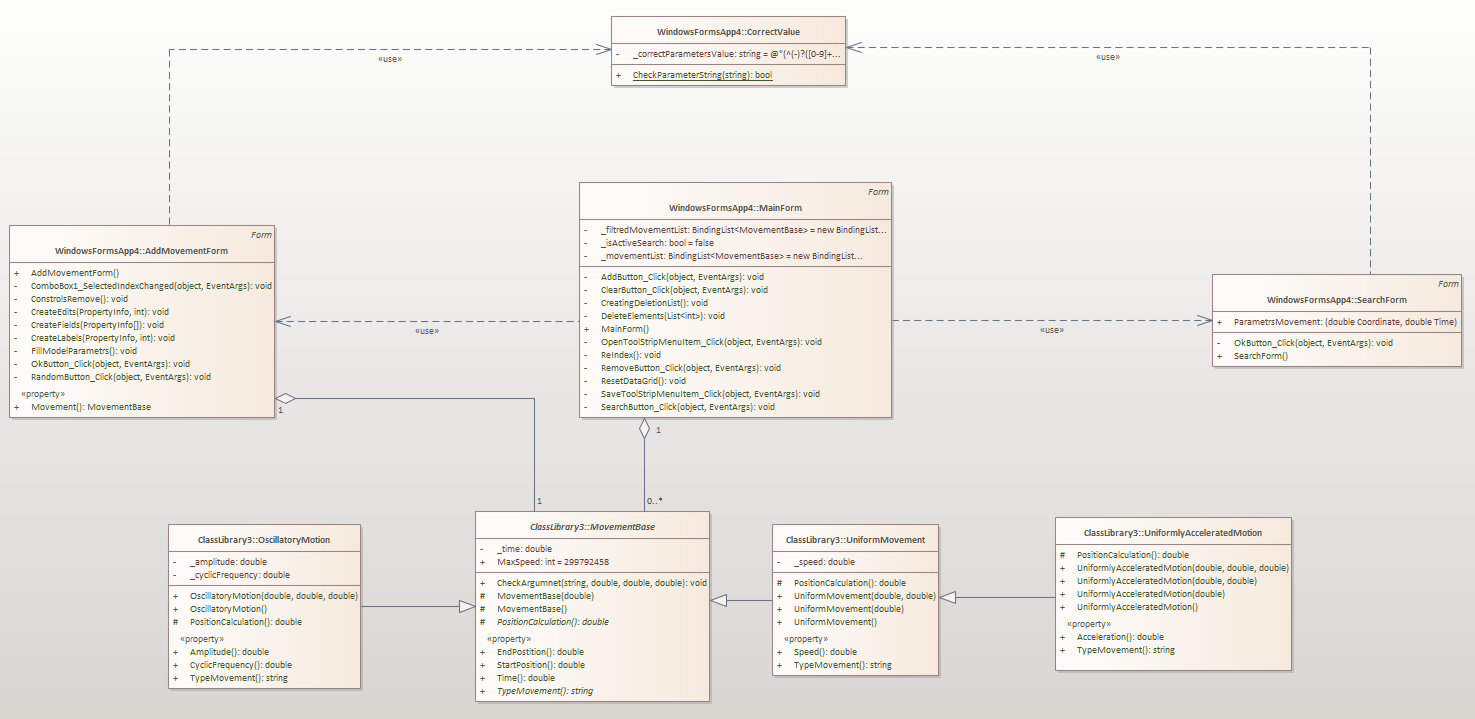 WindowsFormsApp4::CorrectValue
- _correctParametersValue: string = @"(^(-)?([0-9]+...
+ CheckParameterString(string): bool
«use»
«use»
Form
WindowsFormsApp4::MainForm
- _filtredMovementList: BindingList<MovementBase> = new BindingList...
- _isActiveSearch: bool = false
- _movementList: BindingList<MovementBase> = new BindingList...
- AddButton_Click(object, EventArgs): void
- ClearButton_Click(object, EventArgs): void
- CreatingDeletionList(): void
- DeleteElements(List<int>): void
+ MainForm()
- OpenToolStripMenuItem_Click(object, EventArgs): void
- ReIndex(): void
- RemoveButton_Click(object, EventArgs): void
- ResetDataGrid(): void
- SaveToolStripMenuItem_Click(object, EventArgs): void
- SearchButton_Click(object, EventArgs): void
Form
WindowsFormsApp4::AddMovementForm
+ AddMovementForm()
- ComboBox1_SelectedIndexChanged(object, EventArgs): void
- ConstrolsRemove(): void
- CreateEdits(PropertyInfo, int): void
- CreateFields(PropertyInfo[]): void
- CreateLabels(PropertyInfo, int): void
- FillModelParametrs(): void
- OkButton_Click(object, EventArgs): void
- RandomButton_Click(object, EventArgs): void
«property»
+ Movement(): MovementBase
Form
WindowsFormsApp4::SearchForm
+ ParametrsMovement: (double Coordinate, double Time)
- OkButton_Click(object, EventArgs): void
+ SearchForm()
«use»
«use»
1
1
1
0..*
ClassLibrary3::OscillatoryMotion
- _amplitude: double
- _cyclicFrequency: double
+ OscillatoryMotion(double, double, double)
+ OscillatoryMotion()
# PositionCalculation(): double
«property»
+ Amplitude(): double
+ CyclicFrequency(): double
+ TypeMovement(): string
ClassLibrary3::MovementBase
- _time: double
+ MaxSpeed: int = 299792458
+ CheckArgumnet(string, double, double, double): void
# MovementBase(double)
# MovementBase()
# PositionCalculation(): double
«property»
+ EndPostition(): double
+ StartPosition(): double
+ Time(): double
+ TypeMovement(): string
ClassLibrary3::UniformMovement
- _speed: double
# PositionCalculation(): double
+ UniformMovement(double, double)
+ UniformMovement(double)
+ UniformMovement()
«property»
+ Speed(): double
+ TypeMovement(): string
ClassLibrary3::UniformlyAcceleratedMotion
# PositionCalculation(): double
+ UniformlyAcceleratedMotion(double, double, double)
+ UniformlyAcceleratedMotion(double, double)
+ UniformlyAcceleratedMotion(double)
+ UniformlyAcceleratedMotion()
«property»
+ Acceleration(): double
+ TypeMovement(): string